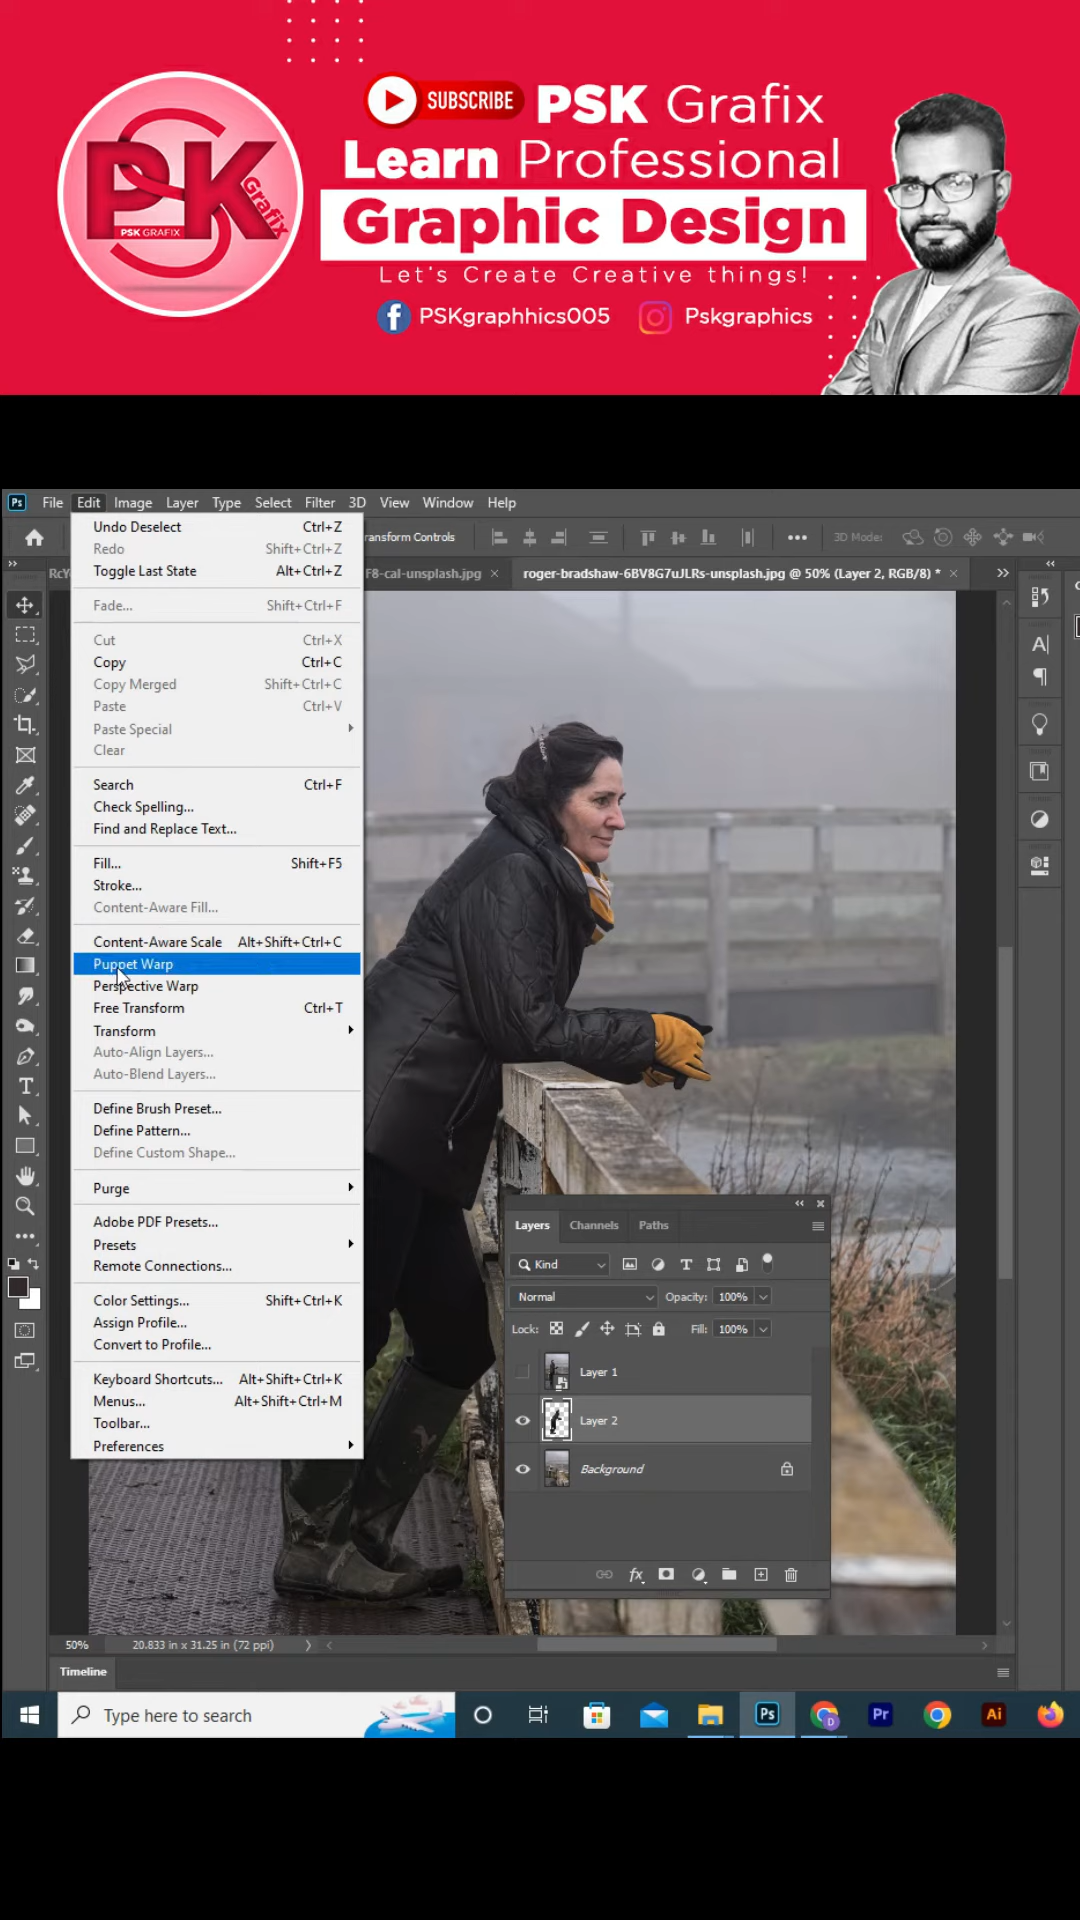 SUBSCRIBE PSK Grafix
Learn Professional
Graphic Design
Let's Create Creative things!
PSKgraphhics005 Pskgraphics
PSK Grafix
PSK GRAFIX
Ps File Edit Image Layer Type Select Filter 3D View Window Help
ransform Controls 3D Mode:
RcY F8-cal-unsplash.jpg × roger-bradshaw-6BV8G7uJLRs-unsplash.jpg @ 50% (Layer 2, RGB/8) * ×
Undo Deselect Ctrl+Z
Redo Shift+Ctrl+Z
Toggle Last State Alt+Ctrl+Z
Fade... Shift+Ctrl+F
Cut Ctrl+X
Copy Ctrl+C
Copy Merged Shift+Ctrl+C
Paste Ctrl+V
Paste Special
Clear
Search Ctrl+F
Check Spelling...
Find and Replace Text...
Fill... Shift+F5
Stroke...
Content-Aware Fill...
Content-Aware Scale Alt+Shift+Ctrl+C
Puppet Warp
Perspective Warp
Free Transform Ctrl+T
Transform
Auto-Align Layers...
Auto-Blend Layers...
Define Brush Preset...
Define Pattern...
Define Custom Shape...
Purge
Adobe PDF Presets...
Presets
Remote Connections...
Color Settings... Shift+Ctrl+K
Assign Profile...
Convert to Profile...
Keyboard Shortcuts... Alt+Shift+Ctrl+K
Menus... Alt+Shift+Ctrl+M
Toolbar...
Preferences
Layers Channels Paths
Kind
Normal Opacity: 100%
Lock: Fill: 100%
Layer 1
Layer 2
Background
fx
50% 20.833 in x 31.25 in (72 ppi)
Timeline
Type here to search Ps D Pr Ai